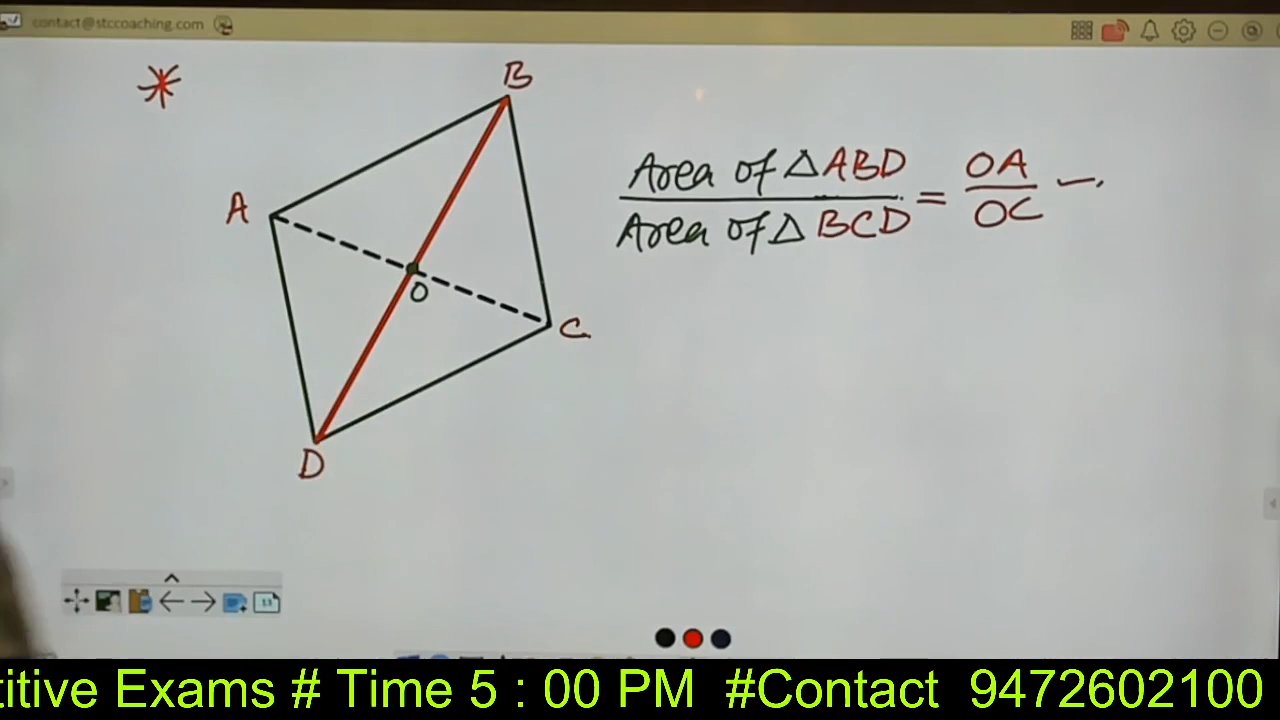 contact@stccoaching.com
B
A
O
C
D
Area of △ABD / Area of △BCD = OA / OC
13
titive Exams # Time 5 : 00 PM #Contact 9472602100